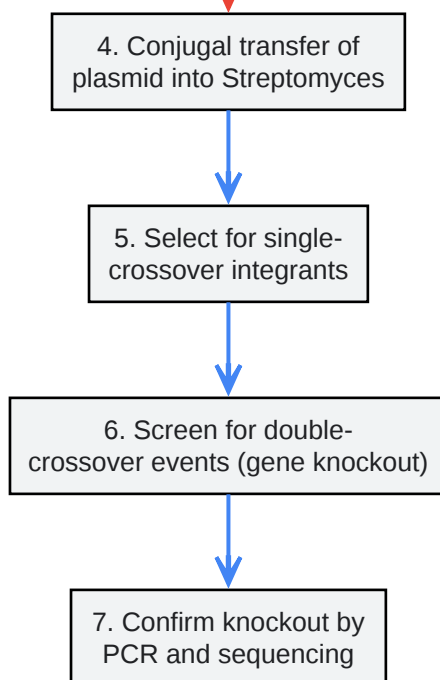 4. Conjugal transfer of
plasmid into Streptomyces
5. Select for single-
crossover integrants
6. Screen for double-
crossover events (gene knockout)
7. Confirm knockout by
PCR and sequencing